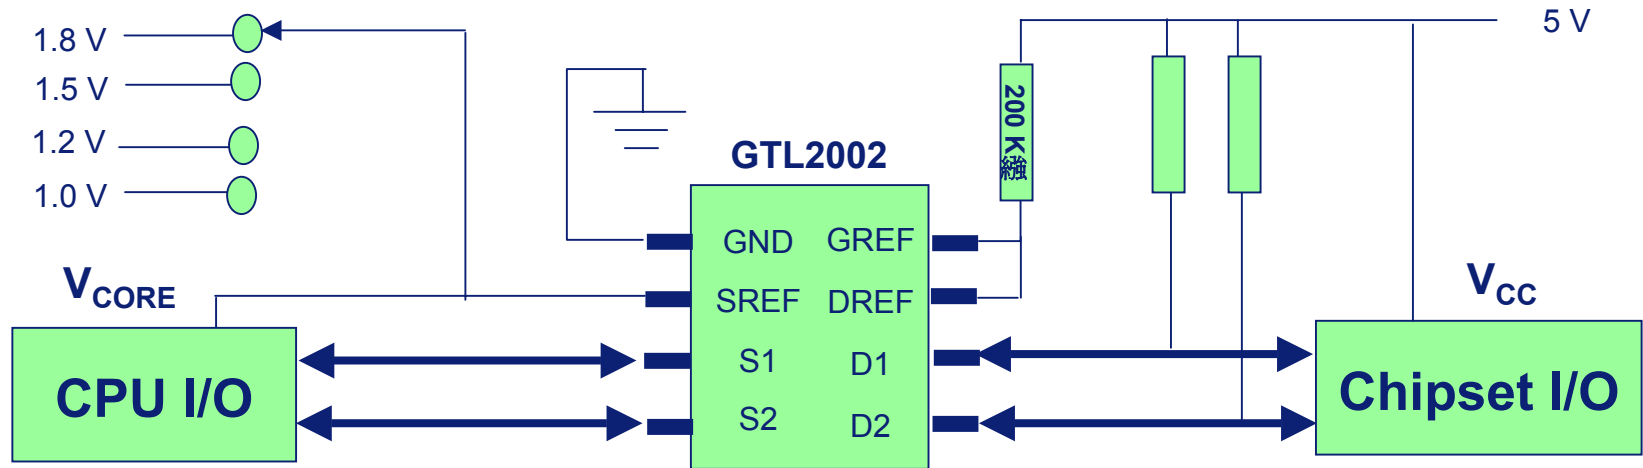 1.8 V
1.5 V
1.2 V
1.0 V
5 V
200 K
GTL2002
GND
GREF
SREF
DREF
S1
D1
S2
D2
VCORE
CPU I/O
VCC
Chipset I/O